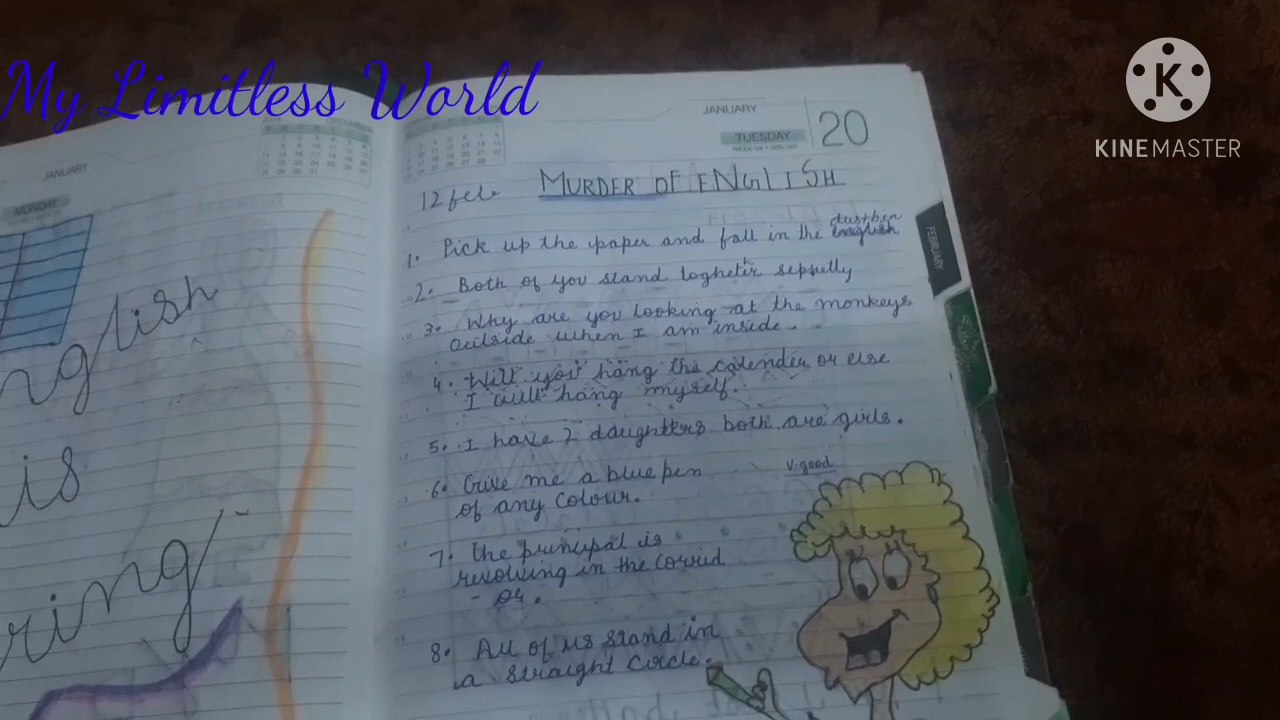 My Limitless World
KINEMASTER
JANUARY
MONDAY
JANUARY
TUESDAY
20
FEBRUARY
nglish
is
ring
12 feb
MURDER OF ENGLISH
dustbin
1. Pick up the paper and fall in the english
2. Both of you stand togheter seprtly
3. Why are you looking at the monkeys
outside when I am inside.
4. Will you hang the calender or else
I will hang myself.
5. I have 2 daughters both are girls.
6. Give me a blue pen
of any colour.
v.good
7. The principal is
revolving in the corrid
- or.
8. All of us stand in
a straight circle.